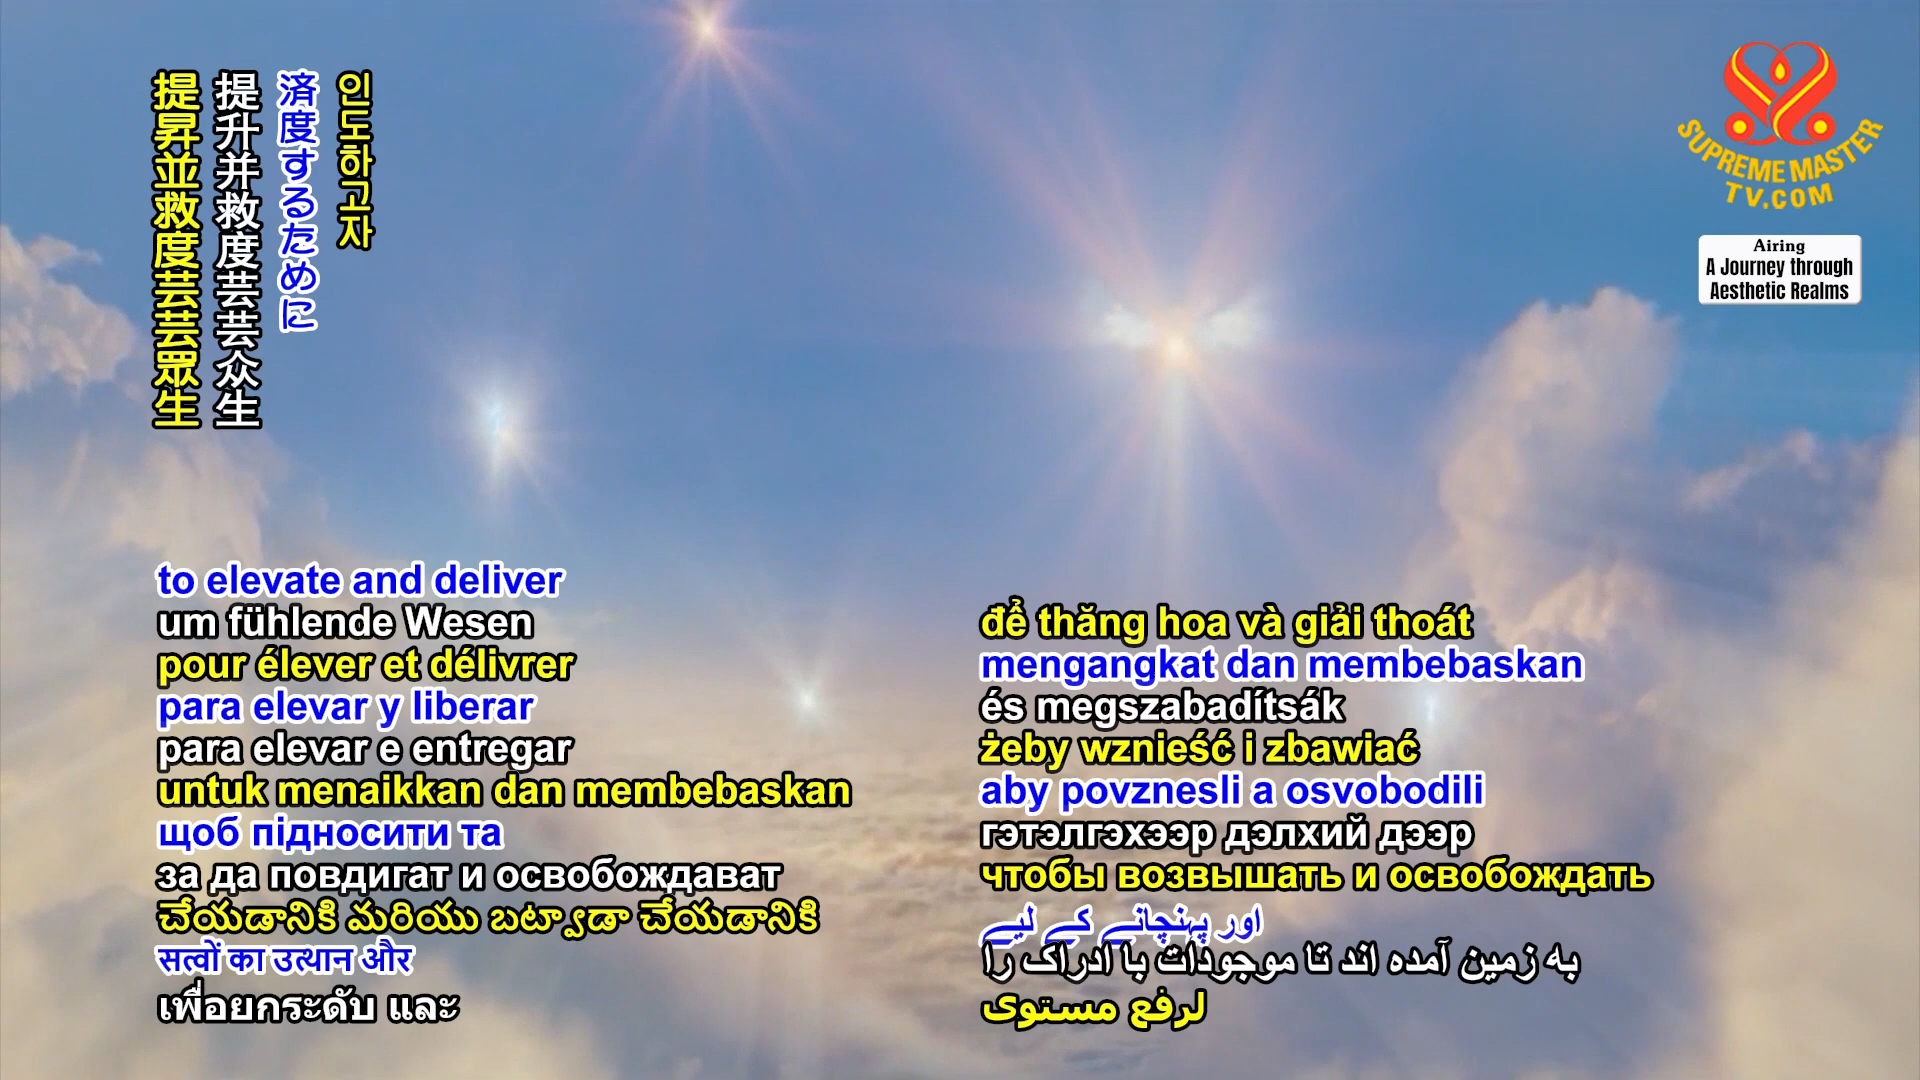 提昇並救度芸芸眾生
提升并救度芸芸众生
済度するために
인도하고자
SUPREME MASTER
TV.COM
Airing
A Journey through
Aesthetic Realms
to elevate and deliver
um fühlende Wesen
pour élever et délivrer
para elevar y liberar
para elevar e entregar
untuk menaikkan dan membebaskan
щоб підносити та
за да повдигат и освобождават
చేయడానికి మరియు బట్వాడా చేయడానికి
सत्वों का उत्थान और
เพื่อยกระดับ และ
để thăng hoa và giải thoát
mengangkat dan membebaskan
és megszabadítsák
żeby wznieść i zbawiać
aby povznesli a osvobodili
гэтэлгэхээр дэлхий дээр
чтобы возвышать и освобождать
اور پہنچانے کے لیے
به زمین آمده اند تا موجودات با ادراک را
لرفع مستوى